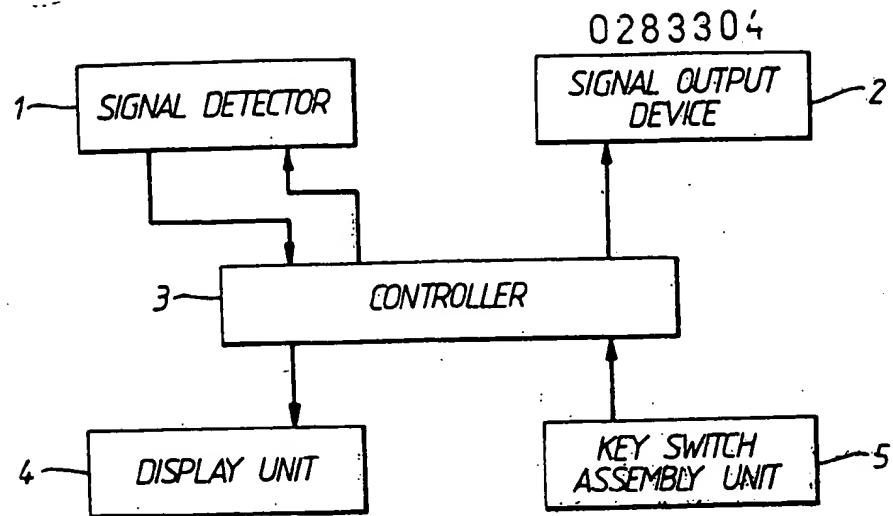 0283304
1
SIGNAL DETECTOR
SIGNAL OUTPUT
DEVICE
2
3
CONTROLLER
4
DISPLAY UNIT
KEY SWITCH
ASSEMBLY UNIT
5